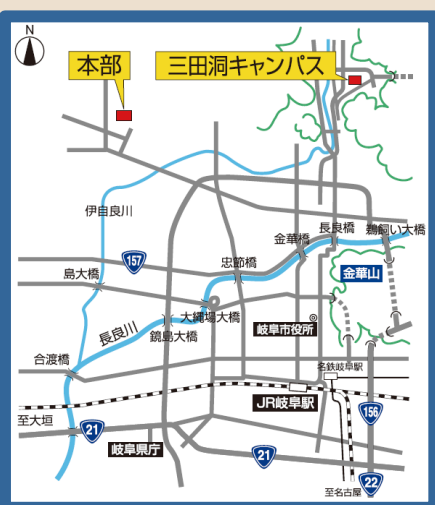 N
本部
三田洞キャンパス
伊自良川
157
島大橋
忠節橋
金華橋
長良橋
鵜飼い大橋
金華山
大縄場大橋
長良川
鏡島大橋
岐阜市役所
合渡橋
名鉄岐阜駅
JR岐阜駅
至大垣
21
岐阜県庁
21
156
22
至名古屋